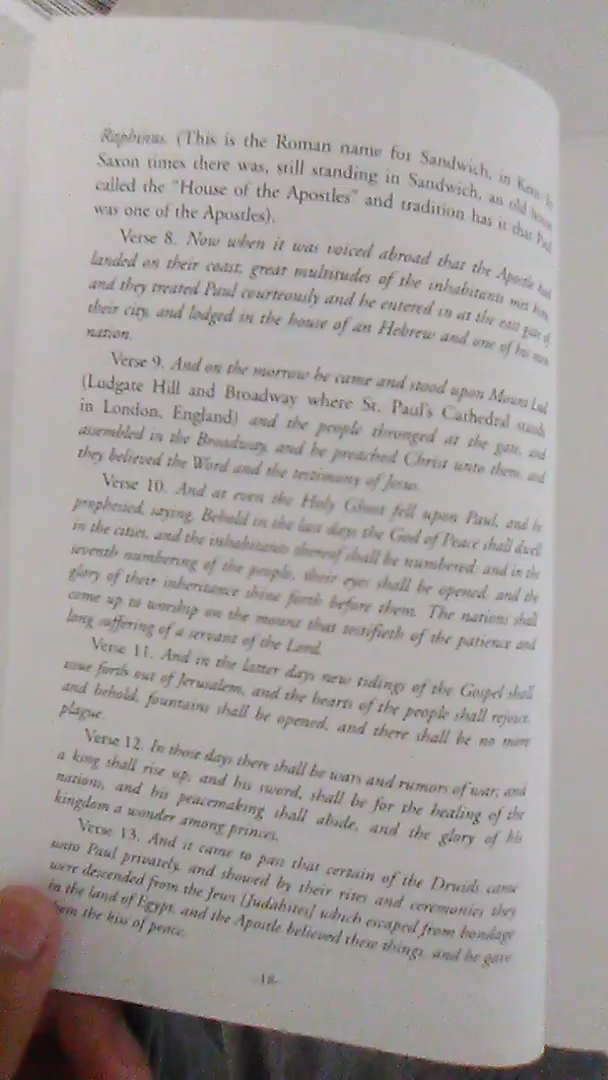 Raphinus. (This is the Roman name for Sandwich, in Kent. In
Saxon times there was, still standing in Sandwich, an old house
called the "House of the Apostles" and tradition has it that Paul
was one of the Apostles).
Verse 8. Now when it was voiced abroad that the Apostle had
landed on their coast, great multitudes of the inhabitants met him,
and they treated Paul courteously and he entered in at the east gate of
their city, and lodged in the house of an Hebrew and one of his own
nation.
Verse 9. And on the morrow he came and stood upon Mount Lud
(Ludgate Hill and Broadway where St. Paul's Cathedral stands
in London, England) and the people thronged at the gate, and
assembled in the Broadway, and he preached Christ unto them, and
they believed the Word and the testimony of Jesus.
Verse 10. And at even the Holy Ghost fell upon Paul, and he
prophesied, saying, Behold in the last days the God of Peace shall dwell
in the cities, and the inhabitants thereof shall be numbered: and in the
seventh numbering of the people, their eyes shall be opened, and the
glory of their inheritance shine forth before them. The nations shall
come up to worship on the mount that testifieth of the patience and
long suffering of a servant of the Lord.
Verse 11. And in the latter days new tidings of the Gospel shall
issue forth out of Jerusalem, and the hearts of the people shall rejoice,
and behold, fountains shall be opened, and there shall be no more
plague.
Verse 12. In those days there shall be wars and rumors of war; and
a king shall rise up, and his sword, shall be for the healing of the
nations, and his peacemaking shall abide, and the glory of his
kingdom a wonder among princes.
Verse 13. And it came to pass that certain of the Druids came
unto Paul privately, and showed by their rites and ceremonies they
were descended from the Jews [Judahites] which escaped from bondage
in the land of Egypt, and the Apostle believed these things, and he gave
them the kiss of peace.
-18-